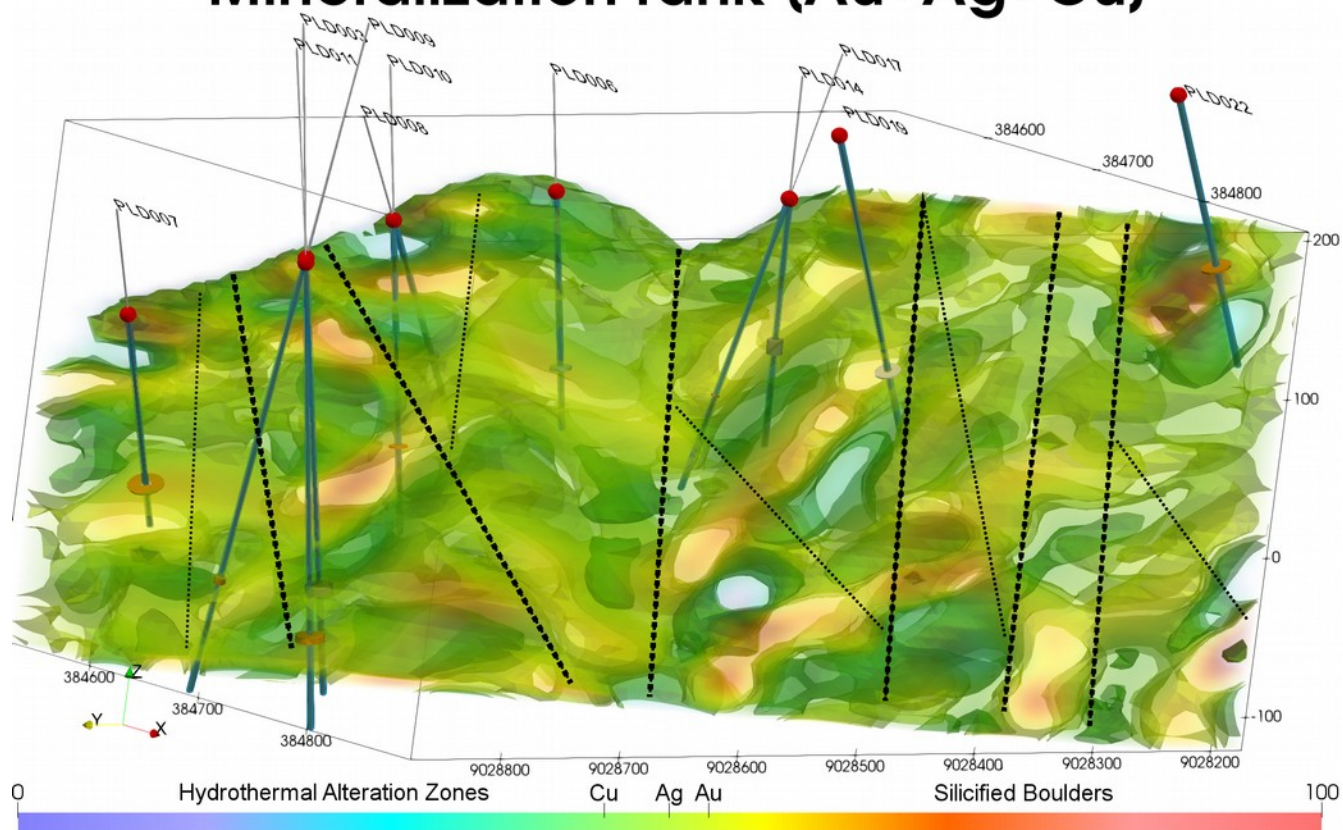 Mineralization rank (Au-Ag-Cu)
PLD003
PLD009
PLD011
PLD010
PLD006
PLD017
PLD014
PLD008
PLD019
PLD022
PLD007
384600
384700
384800
200
100
0
-100
384600
384700
384800
Z
Y
X
9028800
9028700
9028600
9028500
9028400
9028300
9028200
0 Hydrothermal Alteration Zones Cu Ag Au Silicified Boulders 100